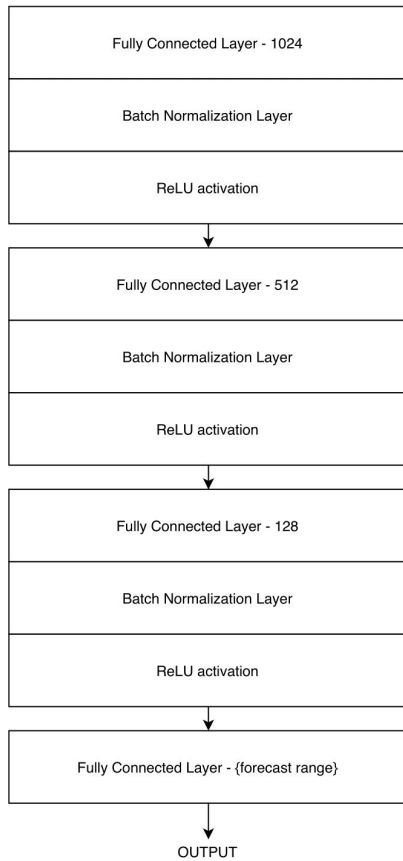 Fully Connected Layer - 1024
Batch Normalization Layer
ReLU activation
Fully Connected Layer - 512
Batch Normalization Layer
ReLU activation
Fully Connected Layer - 128
Batch Normalization Layer
ReLU activation
Fully Connected Layer - {forecast range}
OUTPUT